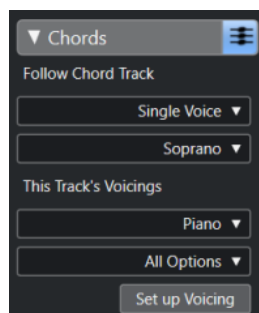 Chords
Follow Chord Track
Single Voice
Soprano
This Track's Voicings
Piano
All Options
Set up Voicing